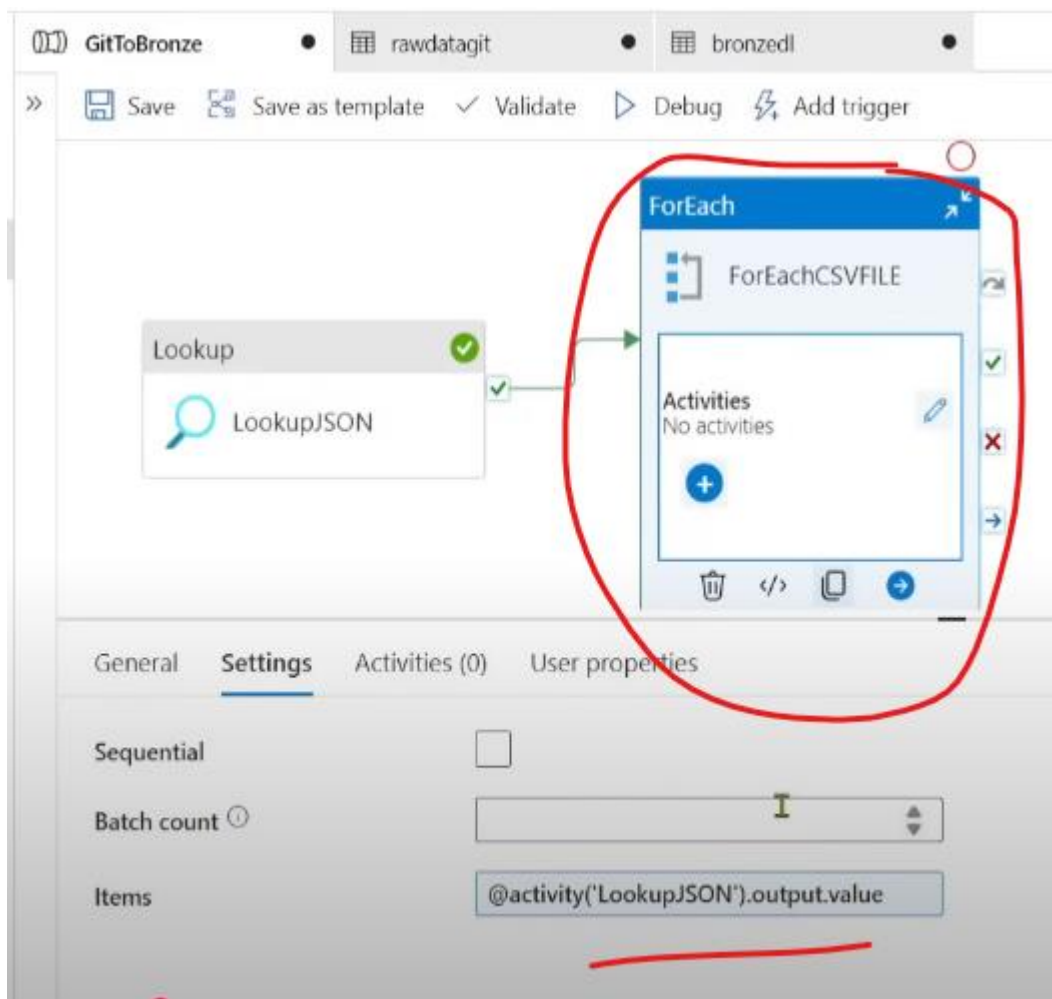 GitToBronze
rawdatagit
bronzedl
Save
Save as template
Validate
Debug
Add trigger
ForEach
ForEachCSVFILE
Lookup
LookupJSON
Activities
No activities
General
Settings
Activities (0)
User properties
Sequential
Batch count
Items
@activity('LookupJSON').output.value